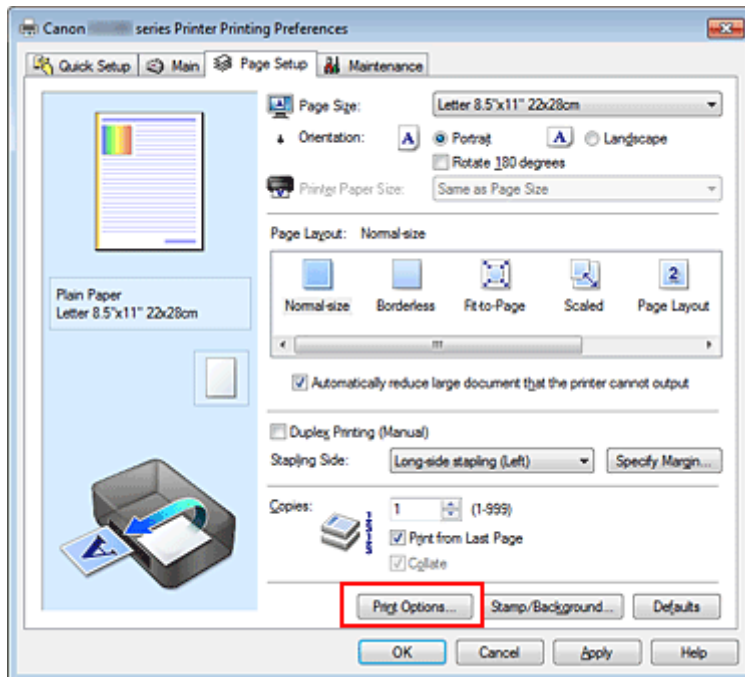 Canon series Printer Printing Preferences
Quick Setup Main Page Setup Maintenance
Page Size: Letter 8.5"x11" 22x28cm
Orientation: A Portrait A Landscape
Rotate 180 degrees
Printer Paper Size: Same as Page Size
Page Layout: Normal-size
2
Normal-size Borderless Fit-to-Page Scaled Page Layout
Plain Paper
Letter 8.5"x11" 22x28cm
Automatically reduce large document that the printer cannot output
Duplex Printing (Manual)
Stapling Side: Long-side stapling (Left) Specify Margin...
Copies: 1 (1-999)
Print from Last Page
Collate
A
Print Options... Stamp/Background... Defaults
OK Cancel Apply Help